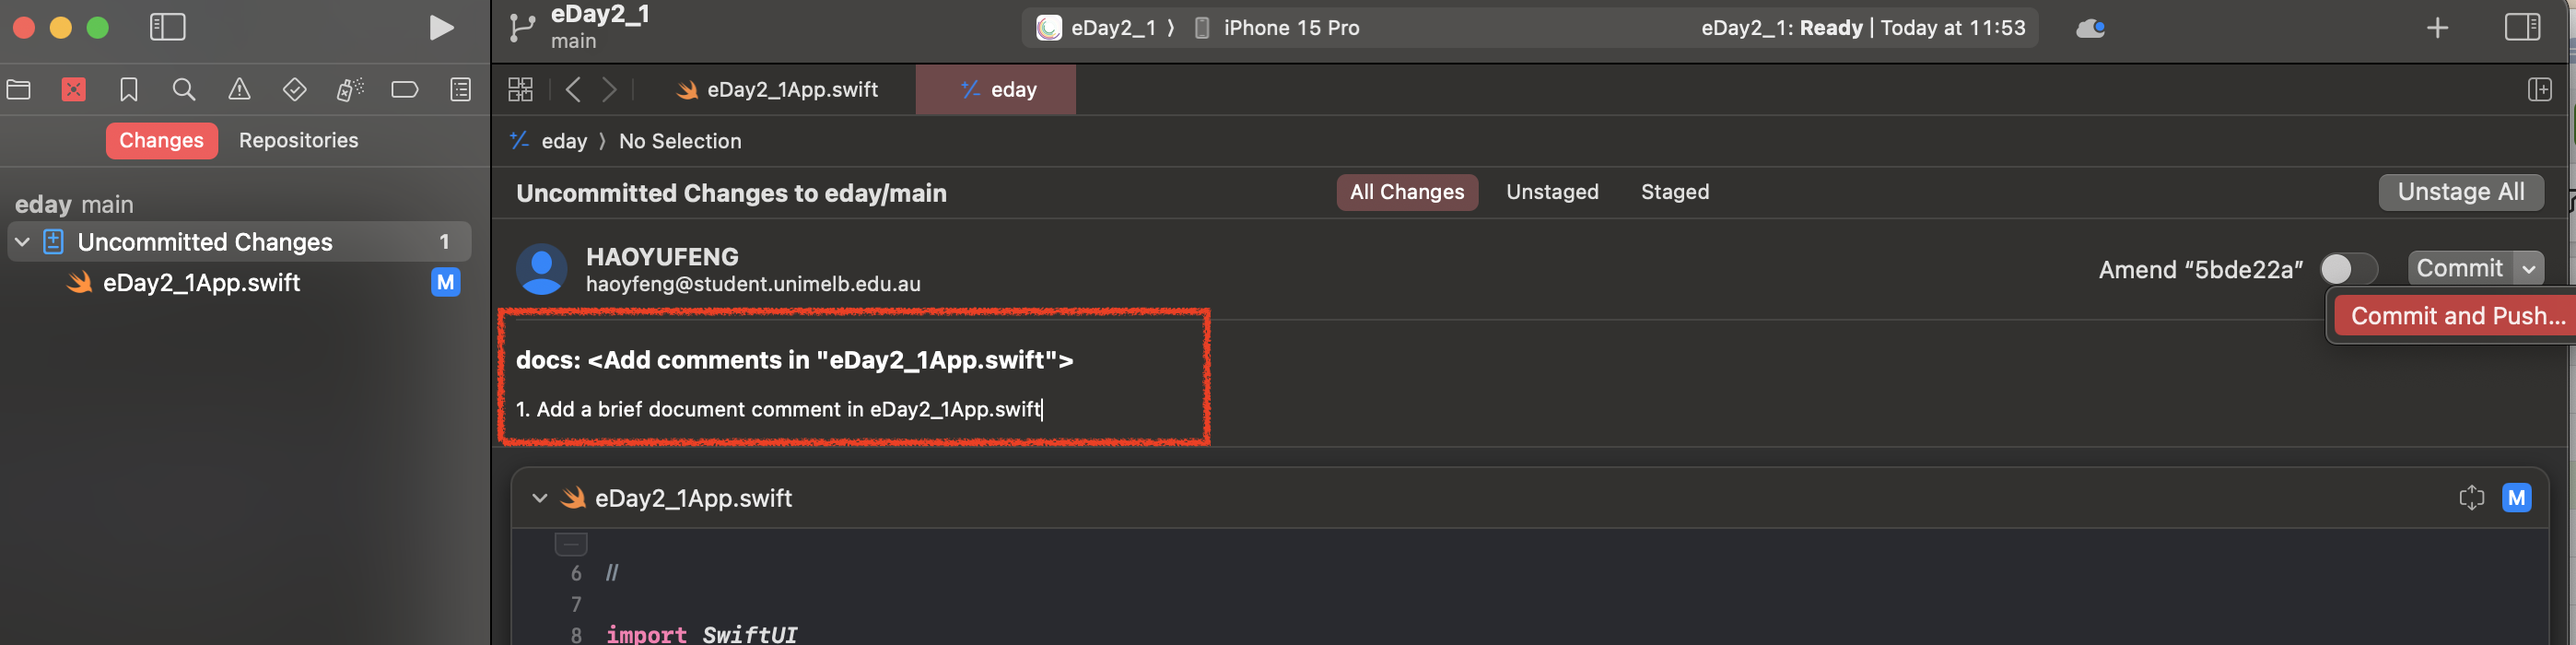 eDay2_1
main
eDay2_1 ⟩ iPhone 15 Pro
eDay2_1: Ready | Today at 11:53
eDay2_1App.swift
eday
Changes
Repositories
eday ⟩ No Selection
Uncommitted Changes to eday/main
All Changes
Unstaged
Staged
Unstage All
eday main
Uncommitted Changes 1
eDay2_1App.swift M
HAOYUFENG
haoyfeng@student.unimelb.edu.au
Amend “5bde22a”
Commit
Commit and Push...
docs: <Add comments in "eDay2_1App.swift">
1. Add a brief document comment in eDay2_1App.swift
eDay2_1App.swift
M
6 //
7
8 import SwiftUI